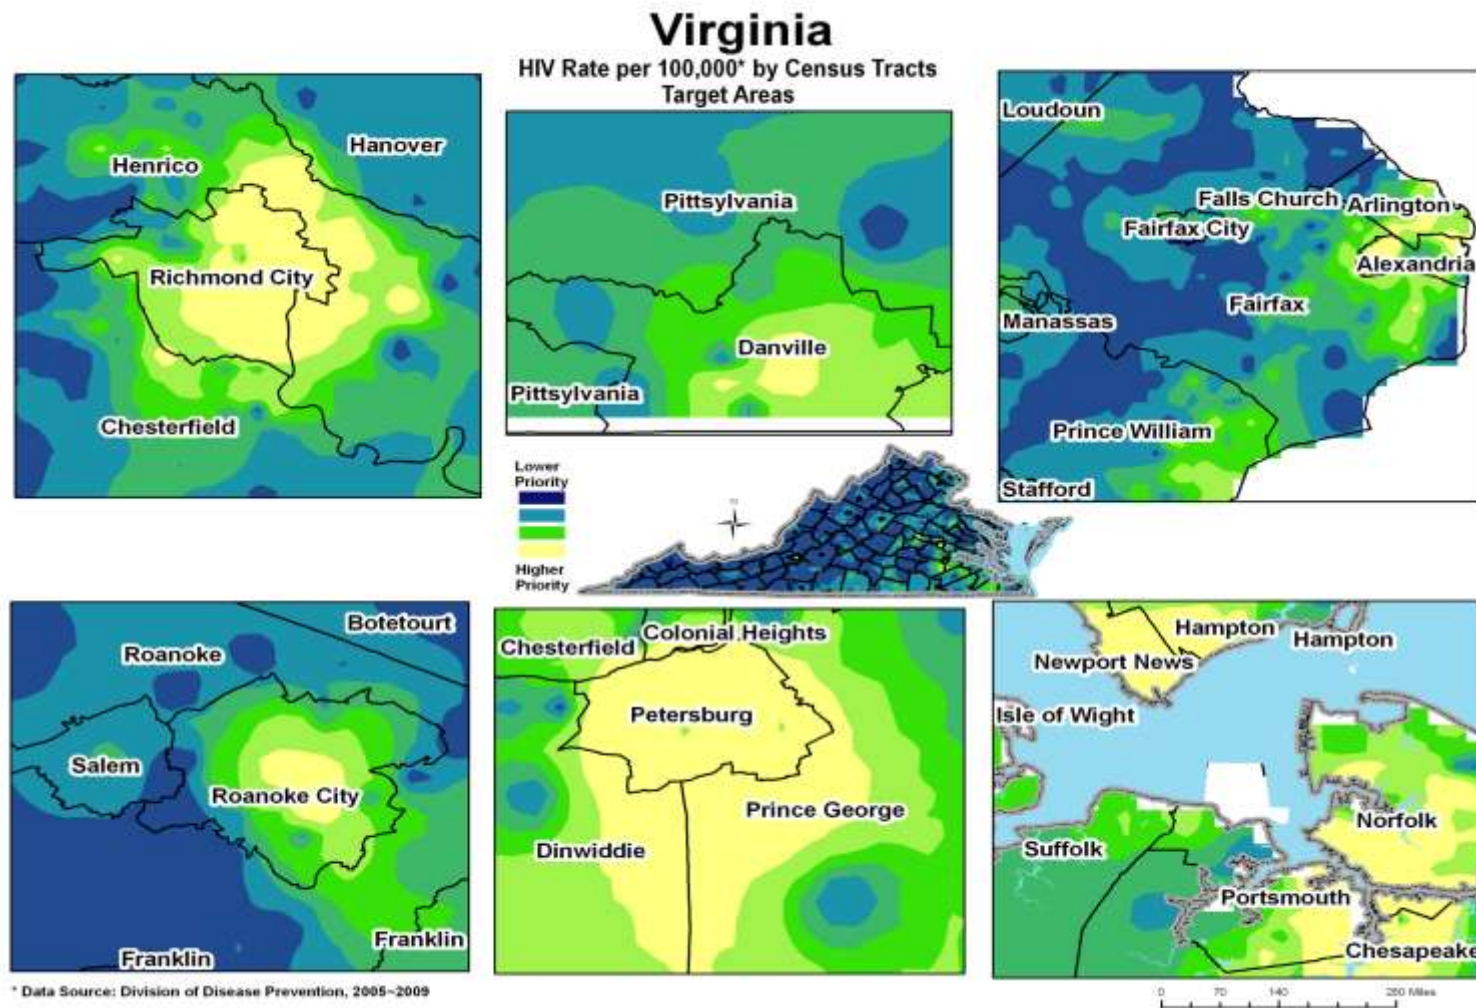 Virginia
HIV Rate per 100,000* by Census Tracts
Target Areas
Henrico
Hanover
Richmond City
Chesterfield
Pittsylvania
Danville
Pittsylvania
Loudoun
Falls Church
Arlington
Fairfax City
Alexandria
Fairfax
Manassas
Prince William
Stafford
Lower
Priority
Higher
Priority
Botetourt
Roanoke
Salem
Roanoke City
Franklin
Franklin
Chesterfield
Colonial Heights
Petersburg
Prince George
Dinwiddie
Hampton
Hampton
Newport News
Isle of Wight
Norfolk
Suffolk
Portsmouth
Chesapeake
* Data Source: Division of Disease Prevention, 2005~2009
0 70 140 280 Miles